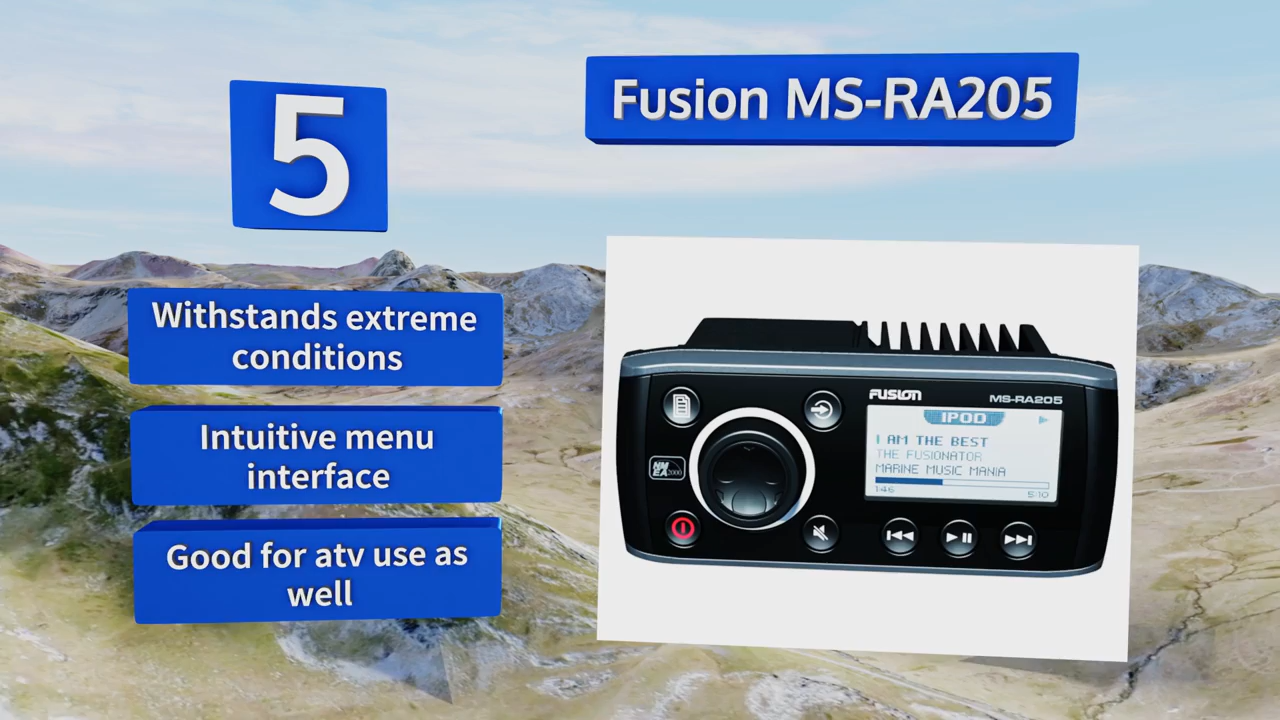 5
Fusion MS-RA205
Withstands extreme
conditions
Intuitive menu
interface
Good for atv use as
well
FUSION
MS-RA205
IPOD
I AM THE BEST
THE FUSIONATOR
MARINE MUSIC MANIA
1:46
5:10
NMEA2000